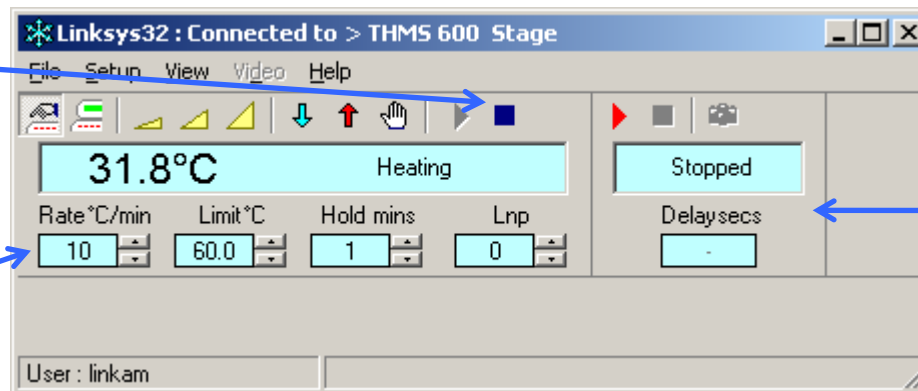 Linksys32 : Connected to > THMS 600 Stage
File Setup View Video Help
31.8°C Heating Stopped
Rate°C/min Limit°C Hold mins Lnp Delaysecs
10 60.0 1 0 -
User : linkam